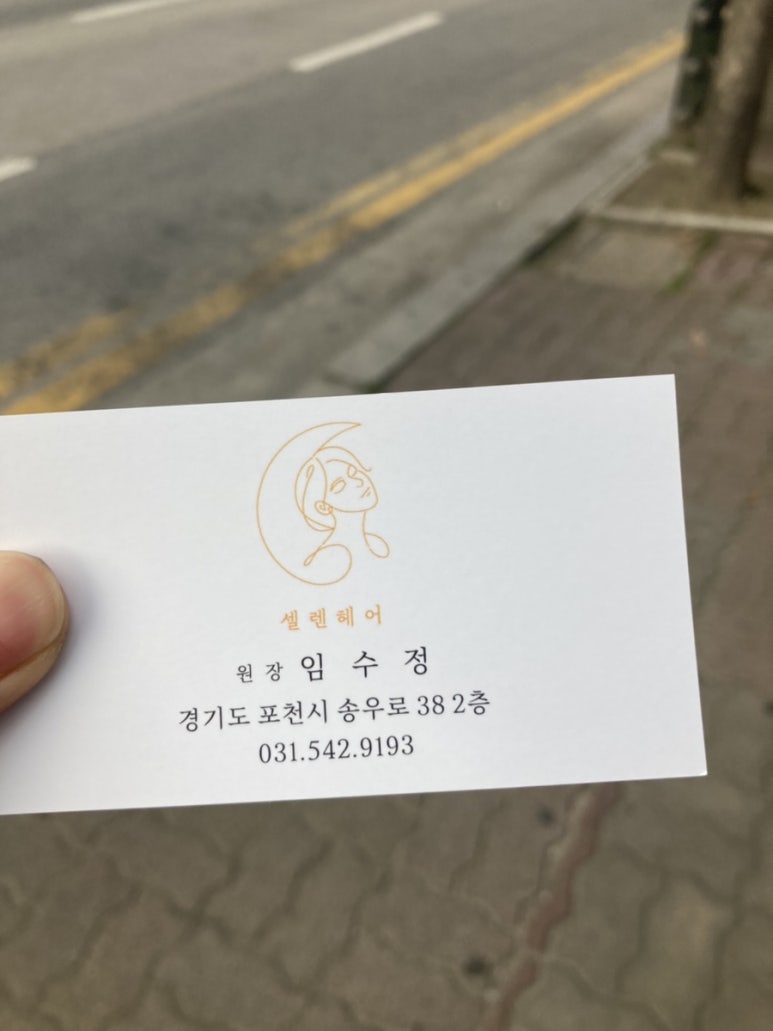 셀렌헤어
원장 임수정
경기도 포천시 송우로 38 2층
031.542.9193